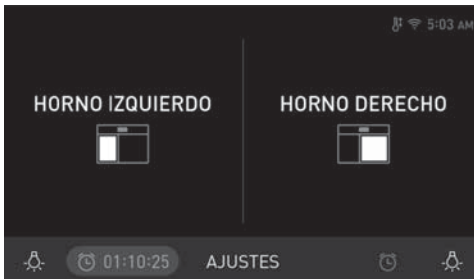 5:03 AM
HORNO IZQUIERDO
HORNO DERECHO
01:10:25
AJUSTES